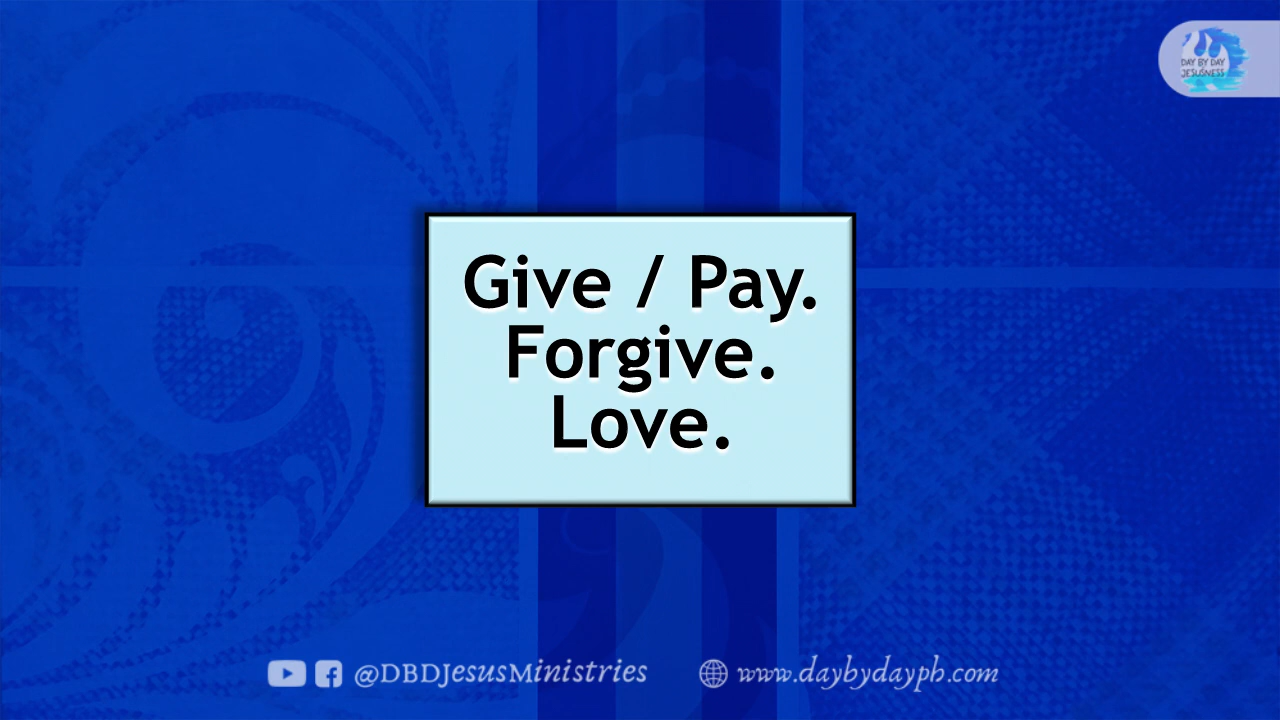 DAY BY DAY
JESUSNESS
Give / Pay.
Forgive.
Love.
@DBDJesusMinistries
www.daybydayph.com